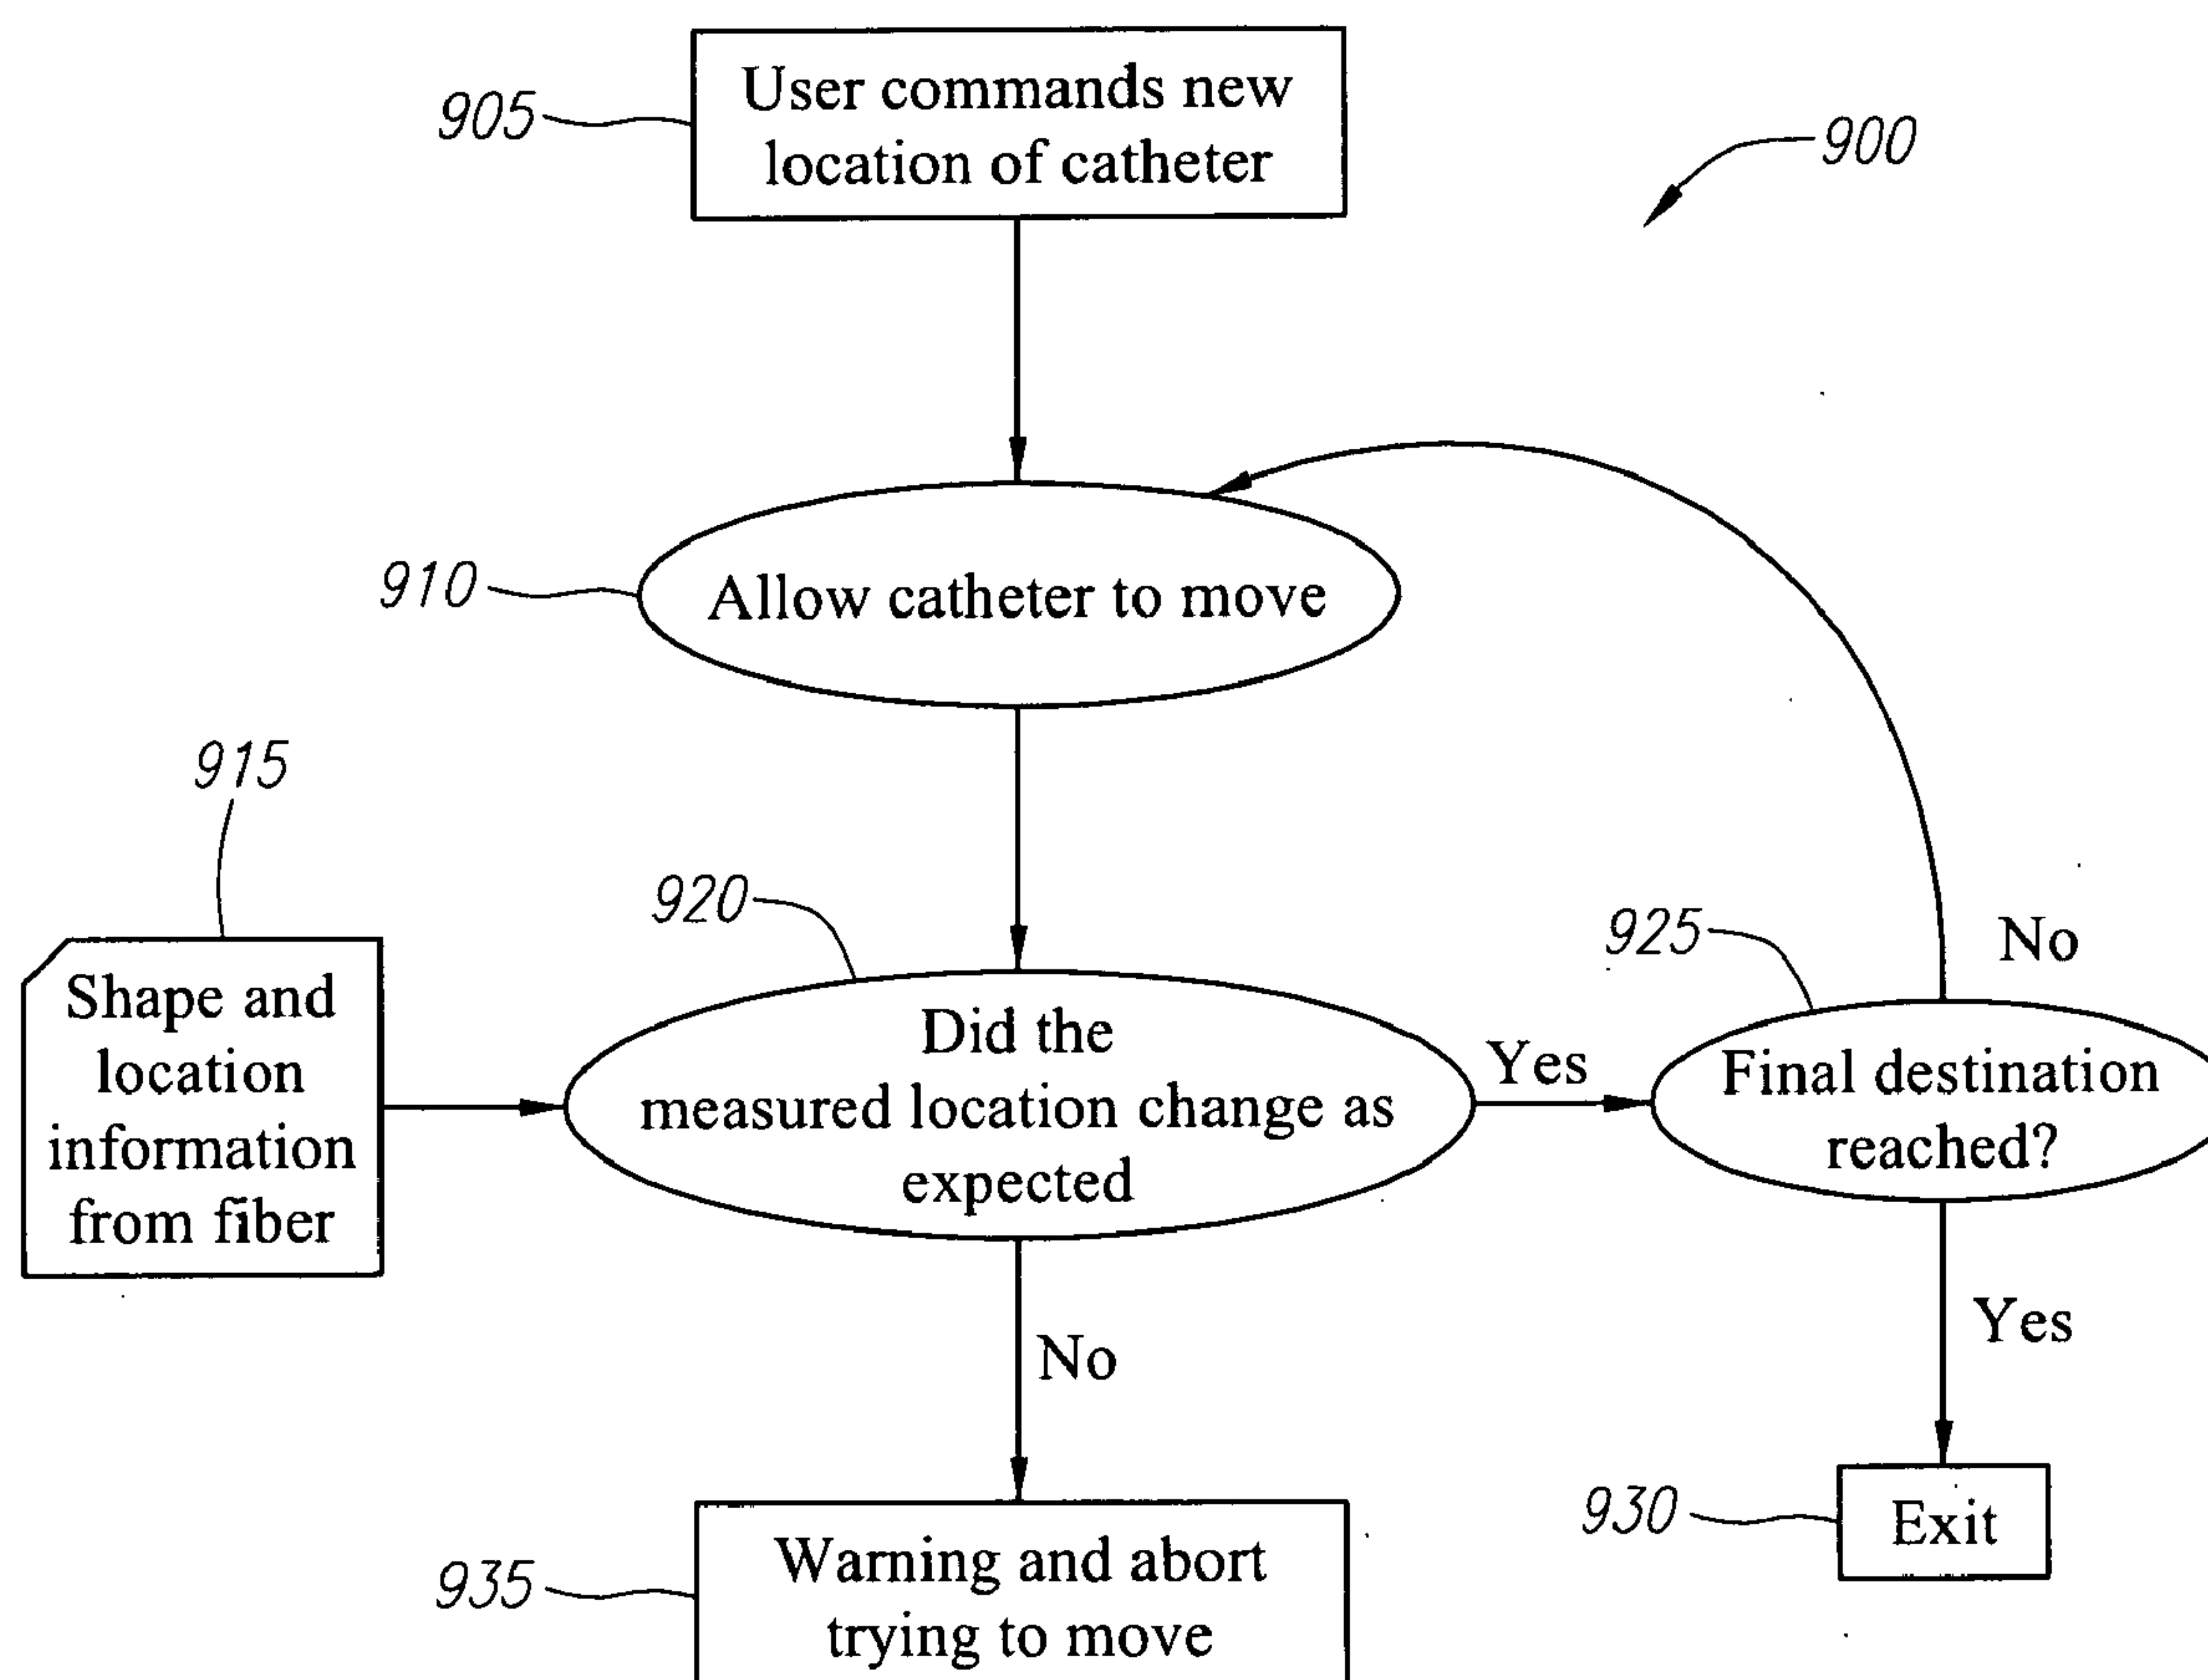 User commands new
location of catheter
905
900
Allow catheter to move
910
915
Shape and
location
information
from fiber
920
Did the
measured location change as
expected
Yes
925
No
Final destination
reached?
Yes
No
930
Exit
935
Warning and abort
trying to move